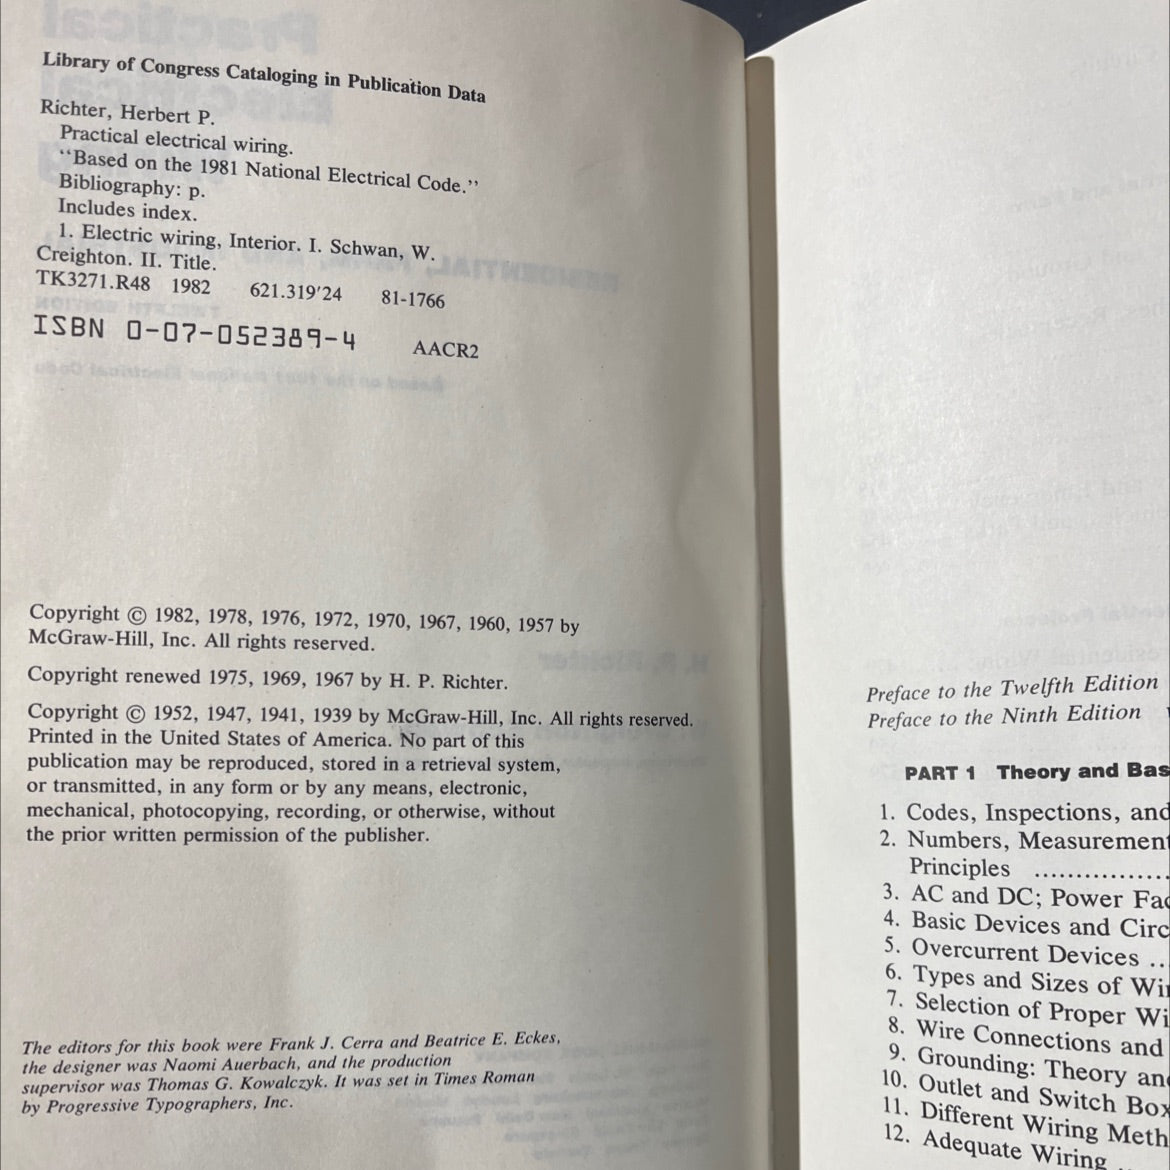 Library of Congress Cataloging in Publication Data
Richter, Herbert P.
Practical electrical wiring.
“Based on the 1981 National Electrical Code.”
Bibliography: p.
Includes index.
1. Electric wiring, Interior. I. Schwan, W.
Creighton. II. Title.
TK3271.R48 1982 621.319′24 81-1766
ISBN 0-07-052389-4 AACR2
Copyright © 1982, 1978, 1976, 1972, 1970, 1967, 1960, 1957 by
McGraw-Hill, Inc. All rights reserved.
Copyright renewed 1975, 1969, 1967 by H. P. Richter.
Copyright © 1952, 1947, 1941, 1939 by McGraw-Hill, Inc. All rights reserved.
Printed in the United States of America. No part of this
publication may be reproduced, stored in a retrieval system,
or transmitted, in any form or by any means, electronic,
mechanical, photocopying, recording, or otherwise, without
the prior written permission of the publisher.
The editors for this book were Frank J. Cerra and Beatrice E. Eckes,
the designer was Naomi Auerbach, and the production
supervisor was Thomas G. Kowalczyk. It was set in Times Roman
by Progressive Typographers, Inc.
Preface to the Twelfth Edition
Preface to the Ninth Edition
PART 1 Theory and Bas
1. Codes, Inspections, and
2. Numbers, Measurement
Principles ................
3. AC and DC; Power Fac
4. Basic Devices and Circ
5. Overcurrent Devices ..
6. Types and Sizes of Wir
7. Selection of Proper Wi
8. Wire Connections and
9. Grounding: Theory and
10. Outlet and Switch Box
11. Different Wiring Meth
12. Adequate Wiring ..